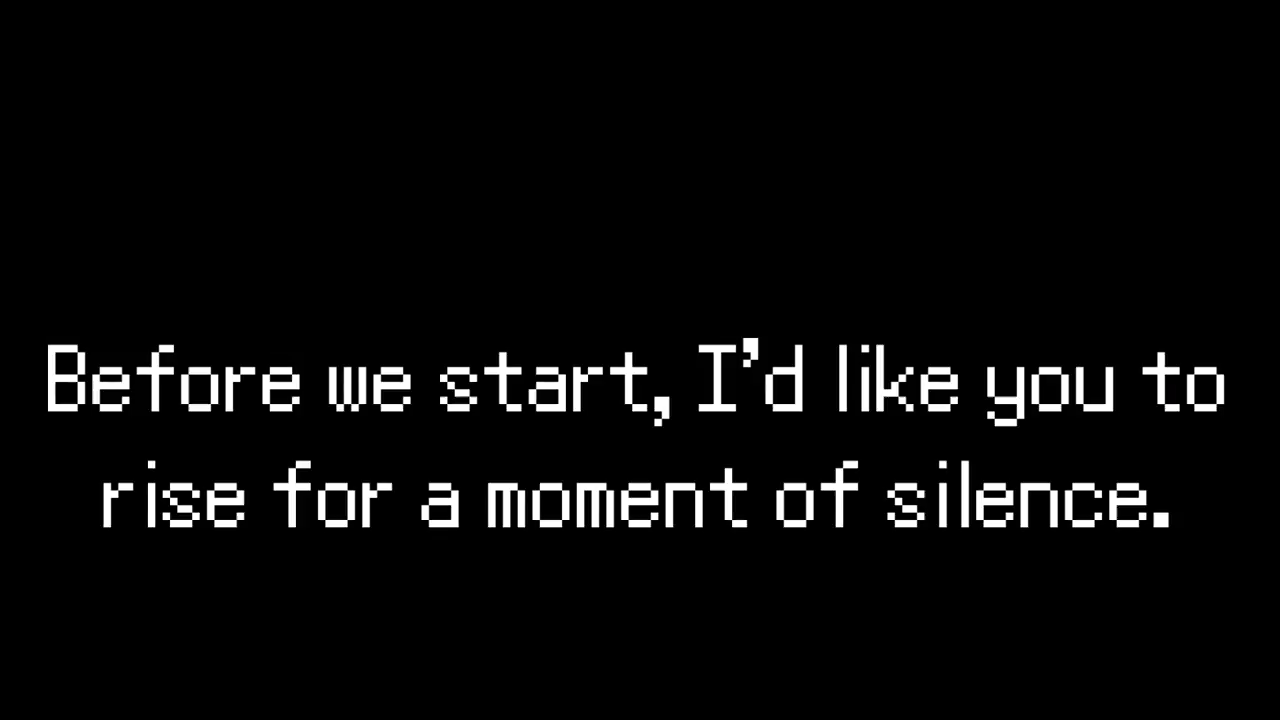 Before we start, I’d like you to
rise for a moment of silence.